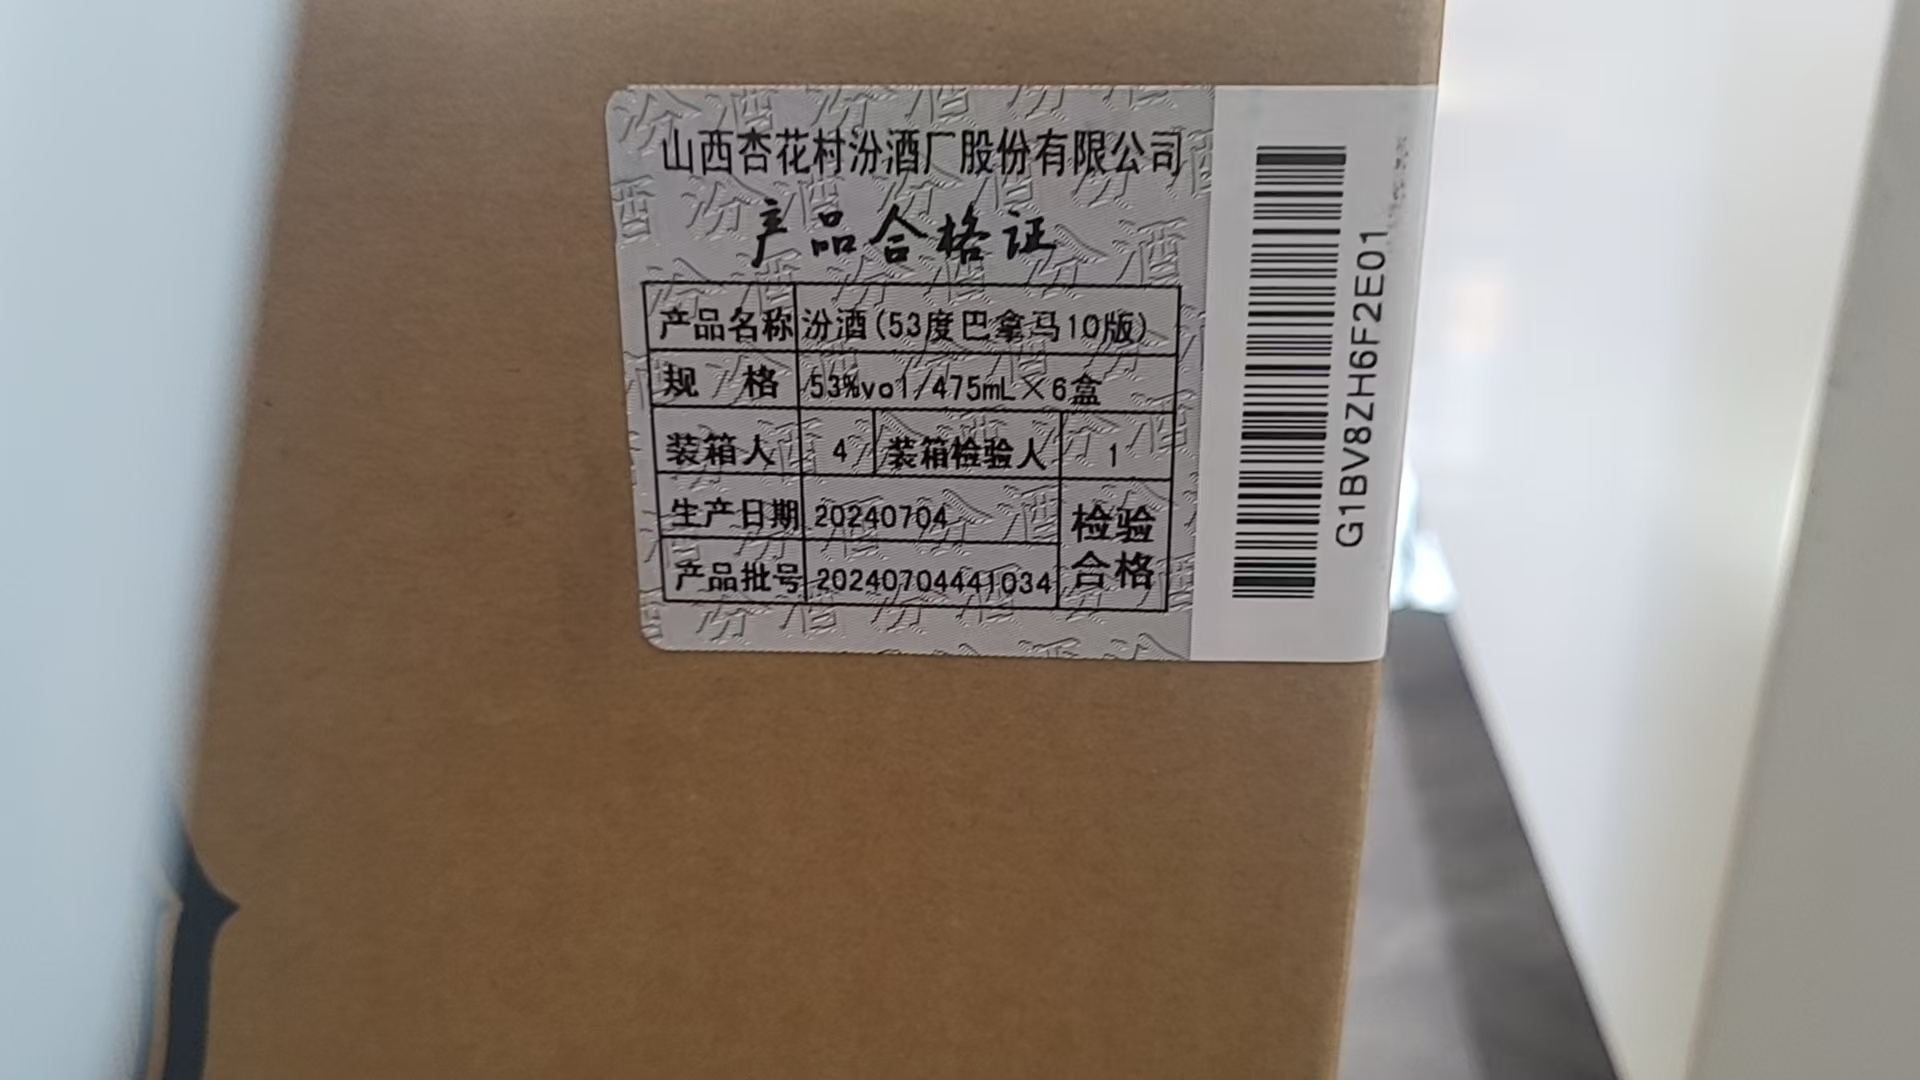 山西杏花村汾酒厂股份有限公司
产品合格证
产品名称 汾酒(53度巴拿马10版)
规 格 53%vol/475mL×6盒
装箱人 4 装箱检验人 1
生产日期 20240704
检验合格
产品批号 20240704441034
G1BV8ZH6F2E01